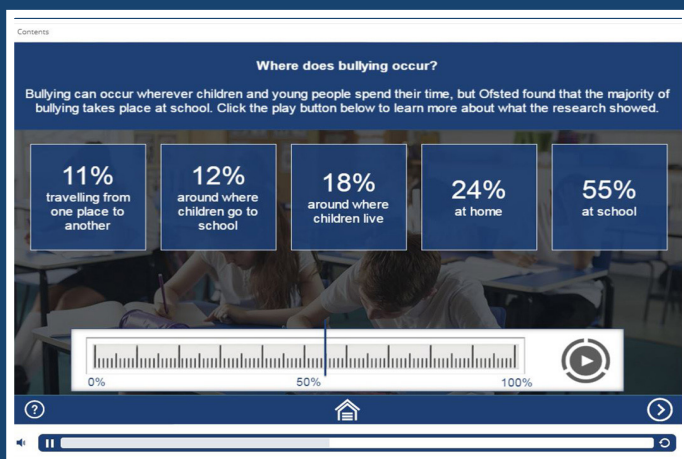 Contents
Where does bullying occur?
Bullying can occur wherever children and young people spend their time, but Ofsted found that the majority of
bullying takes place at school. Click the play button below to learn more about what the research showed.
11%
travelling from
one place to
another
12%
around where
children go to
school
18%
around where
children live
24%
at home
55%
at school
0%
50%
100%
?